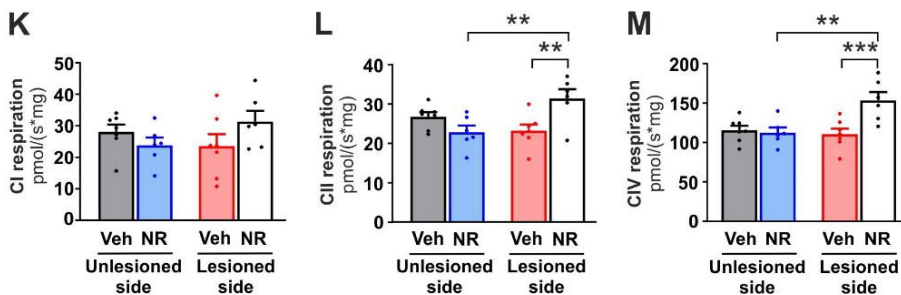 K
CI respiration
pmol/(s*mg)
50
40
30
20
10
0
Veh NR Veh NR
Unlesioned side
Lesioned side
L
CII respiration
pmol/(s*mg)
40
30
20
10
0
**
**
Veh NR Veh NR
Unlesioned side
Lesioned side
M
CIV respiration
pmol/(s*mg)
200
150
100
50
0
**
***
Veh NR Veh NR
Unlesioned side
Lesioned side